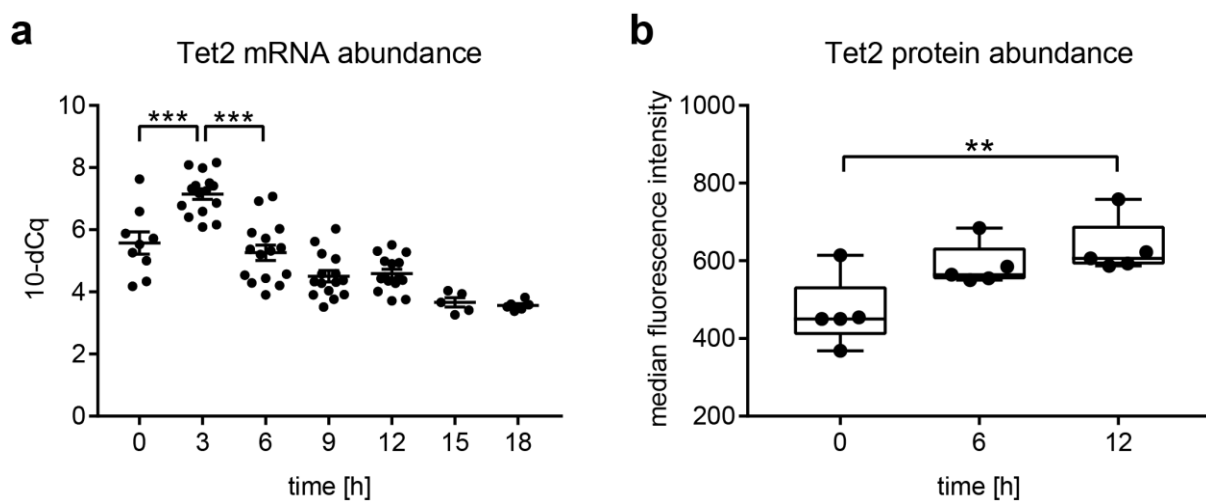 a
Tet2 mRNA abundance
10-dCq
10
8
6
4
2
0
*** ***
0 3 6 9 12 15 18
time [h]
b
Tet2 protein abundance
median fluorescence intensity
1000
800
600
400
200
**
0 6 12
time [h]